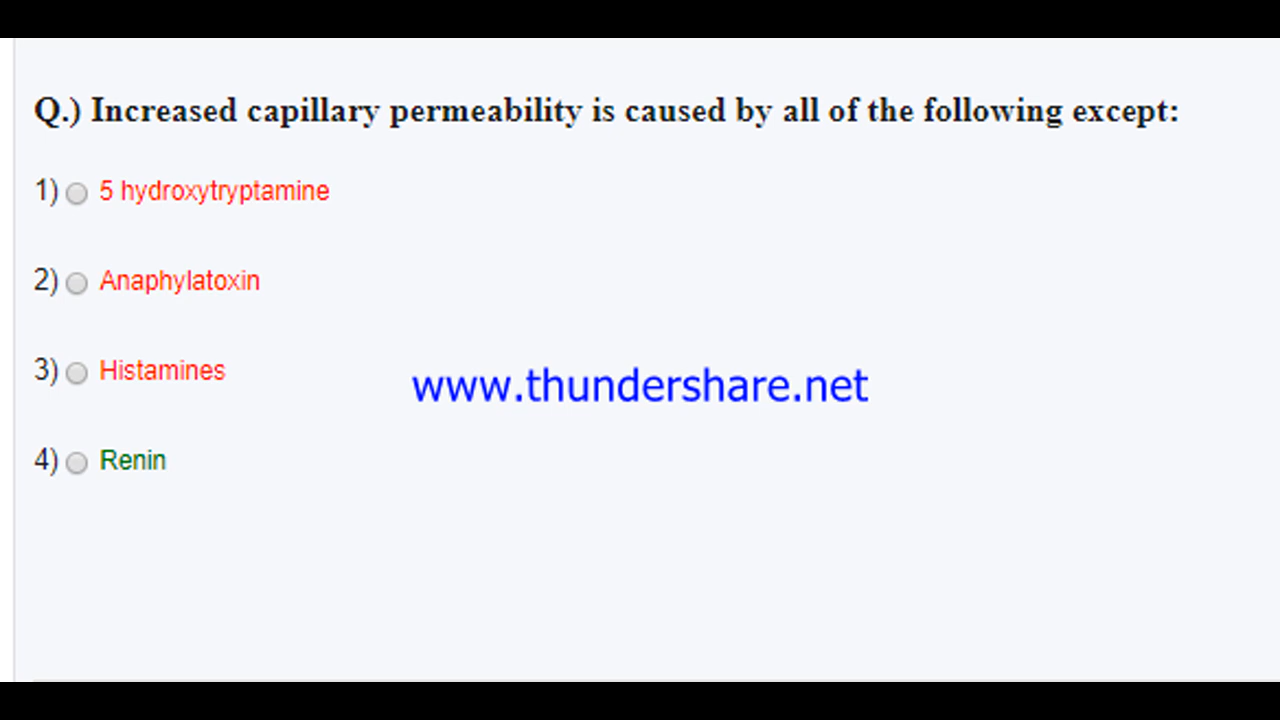 Q.) Increased capillary permeability is caused by all of the following except:
1) 5 hydroxytryptamine
2) Anaphylatoxin
3) Histamines
www.thundershare.net
4) Renin